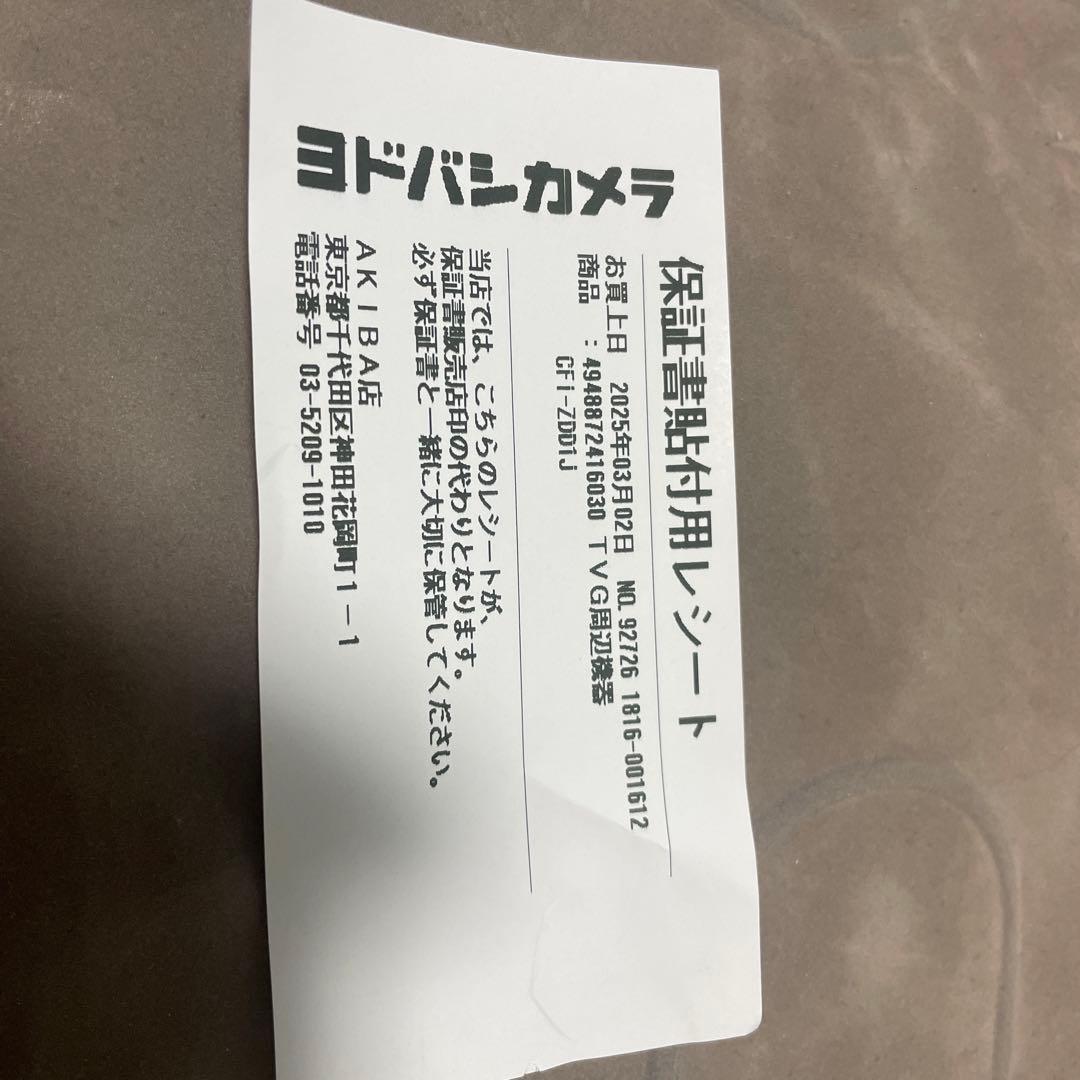 ヨドバシカメラ
保証書貼付用レシート
お買上日 2025年03月02日 NO.92726 1816-001612
商品 :4948872416030 TVG周辺機器
CFI-ZDD1J
当店では、こちらのレシートが、
保証書販売店印の代わりとなります。
必ず保証書と一緒に大切に保管してください。
AKIBA店
東京都千代田区神田花岡町1-1
電話番号 03-5209-1010